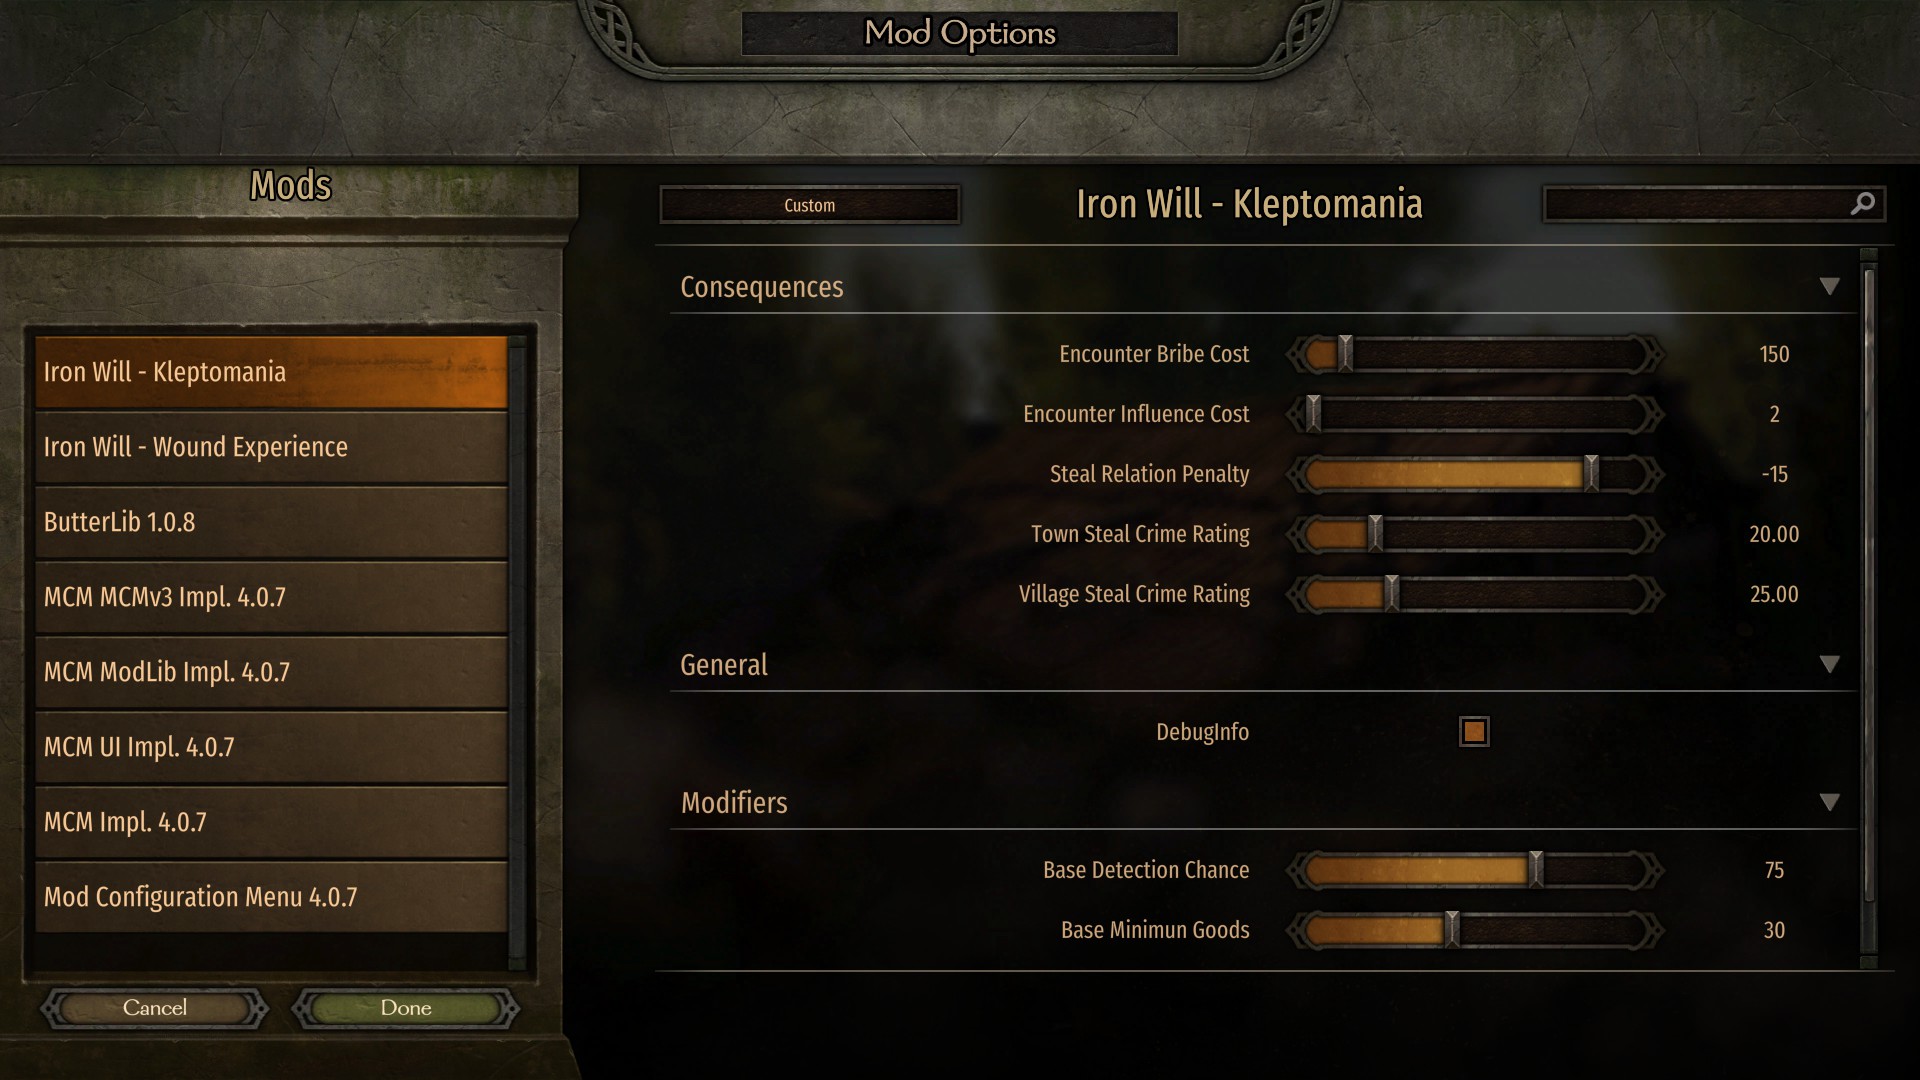 Mod Options
Mods
Iron Will - Kleptomania
Iron Will - Wound Experience
ButterLib 1.0.8
MCM MCMv3 Impl. 4.0.7
MCM ModLib Impl. 4.0.7
MCM UI Impl. 4.0.7
MCM Impl. 4.0.7
Mod Configuration Menu 4.0.7
Cancel
Done
Custom
Iron Will - Kleptomania
Consequences
Encounter Bribe Cost 150
Encounter Influence Cost 2
Steal Relation Penalty -15
Town Steal Crime Rating 20.00
Village Steal Crime Rating 25.00
General
DebugInfo
Modifiers
Base Detection Chance 75
Base Minimun Goods 30